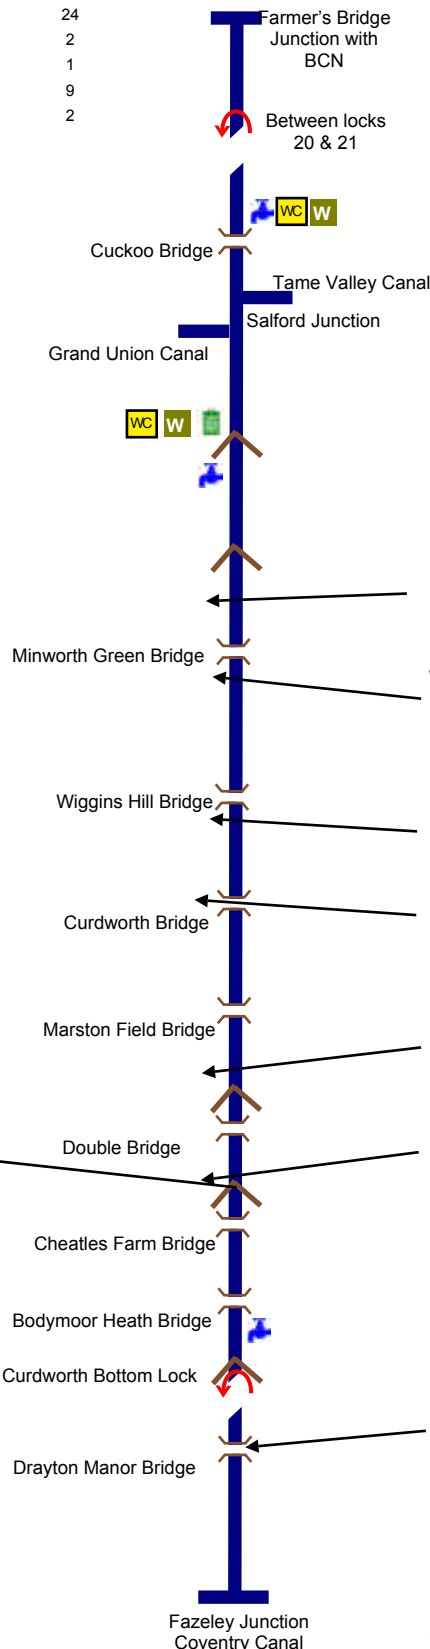 24
2
1
9
2
Farmer's Bridge
Junction with
BCN
Between locks
20 & 21
WC W
Cuckoo Bridge
Tame Valley Canal
Salford Junction
Grand Union Canal
WC W
Minworth Green Bridge
Wiggins Hill Bridge
Curdworth Bridge
Marston Field Bridge
Double Bridge
Cheatles Farm Bridge
Bodymoor Heath Bridge
Curdworth Bottom Lock
Drayton Manor Bridge
Fazeley Junction
Coventry Canal